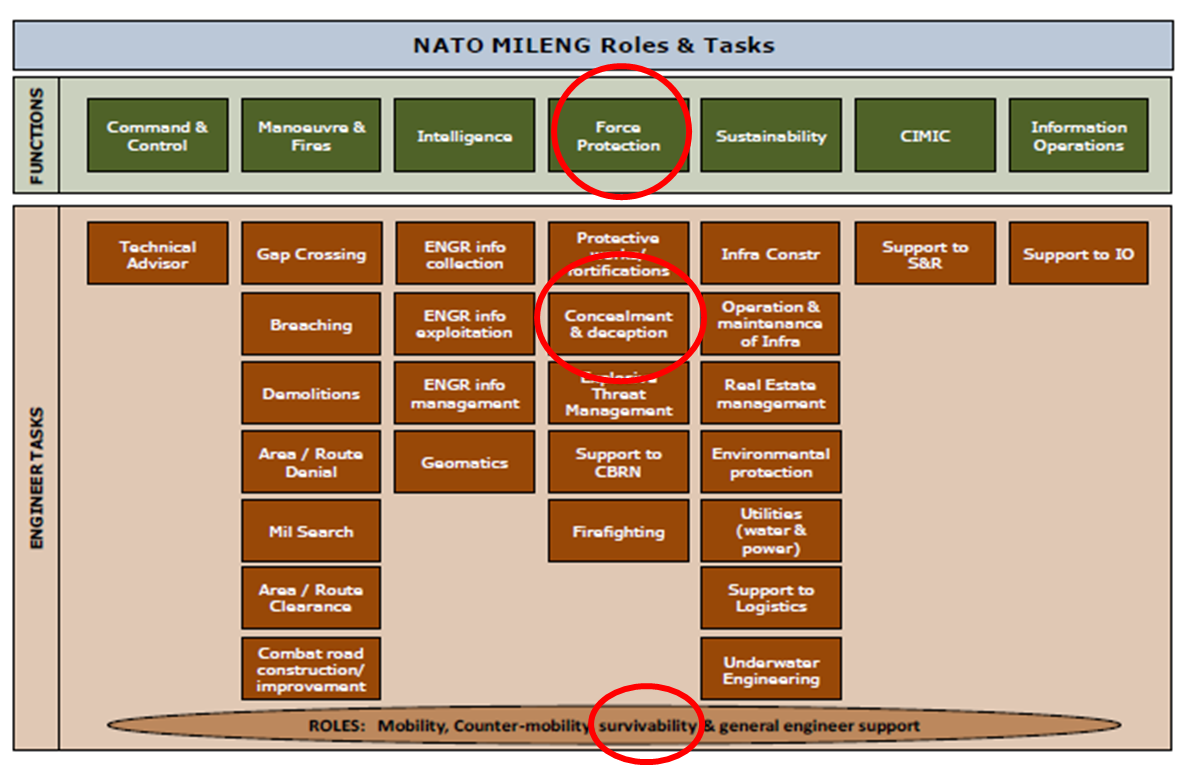 NATO MILENG Roles & Tasks
FUNCTIONS
Command &
Control
Manoeuvre &
Fires
Intelligence
Force
Protection
Sustainability
CIMIC
Information
Operations
ENGINEER TASKS
Technical
Advisor
Gap Crossing
Breaching
Demolitions
Area / Route
Denial
Mil Search
Area / Route
Clearance
Combat road
construction/
improvement
ENGR info
collection
ENGR info
exploitation
ENGR info
management
Geomatics
Protective
works/
fortifications
Concealment
& deception
Explosive
Threat
Management
Support to
CBRN
Firefighting
Infra Constr
Operation &
maintenance
of Infra
Real Estate
management
Environmental
protection
Utilities
(water &
power)
Support to
Logistics
Underwater
Engineering
Support to
S&R
Support to IO
ROLES: Mobility, Counter-mobility survivability & general engineer support